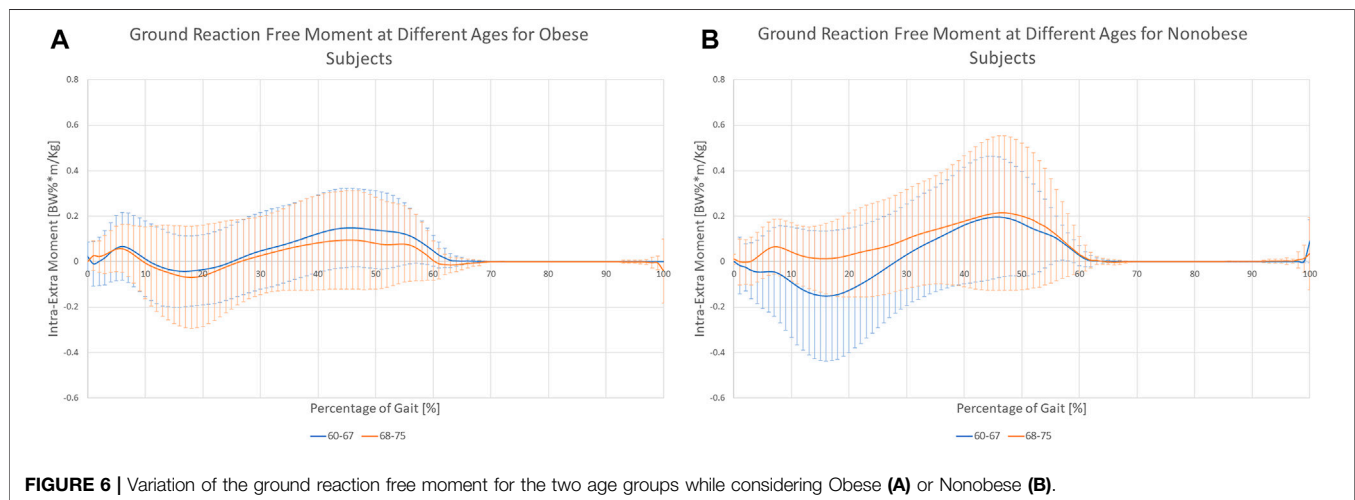 A
Ground Reaction Free Moment at Different Ages for Obese
Subjects
Intra-Extra Moment [BW%*m/Kg]
0.8
0.6
0.4
0.2
0
-0.2
-0.4
-0.6
0 10 20 30 40 50 60 70 80 90 100
Percentage of Gait [%]
60-67 68-75
B
Ground Reaction Free Moment at Different Ages for Nonobese
Subjects
Intra-Extra Moment [BW%*m/Kg]
0.8
0.6
0.4
0.2
0
-0.2
-0.4
-0.6
0 10 20 30 40 50 60 70 80 90 100
Percentage of Gait [%]
60-67 68-75
FIGURE 6 | Variation of the ground reaction free moment for the two age groups while considering Obese (A) or Nonobese (B).